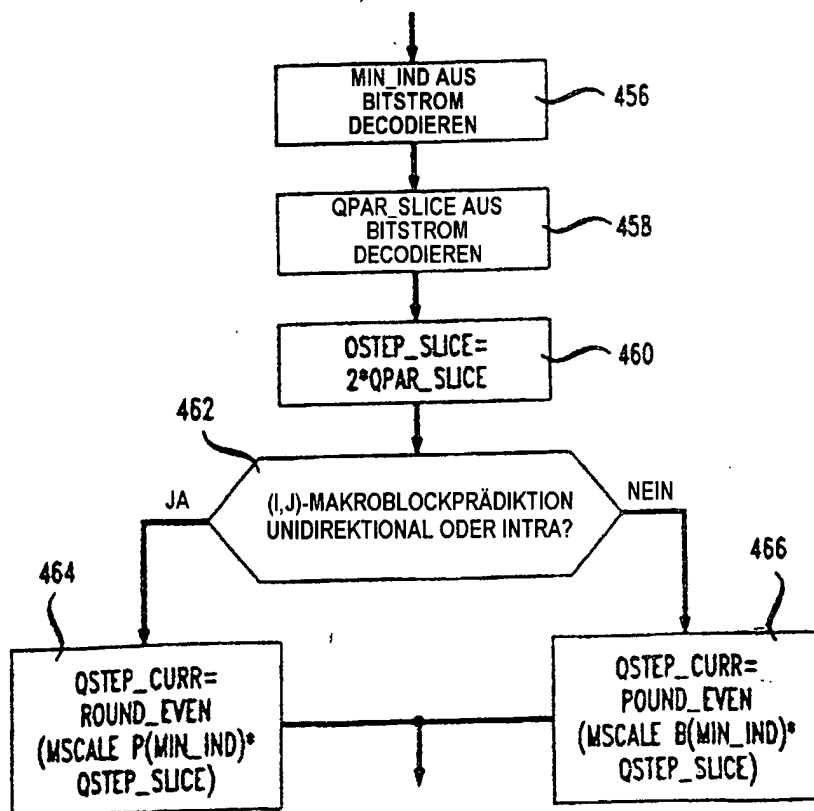 MIN_IND AUS
BITSTROM
DECODIEREN
456
QPAR_SLICE AUS
BITSTROM
DECODIEREN
458
OSTEP_SLICE=
2*QPAR_SLICE
460
462
JA
(I,J)-MAKROBLOCKPRÄDIKTION
UNIDIREKTIONAL ODER INTRA?
NEIN
464
QSTEP_CURR=
ROUND_EVEN
(MSCALE P(MIN_IND)*
QSTEP_SLICE)
466
QSTEP_CURR=
POUND_EVEN
(MSCALE B(MIN_IND)*
QSTEP_SLICE)